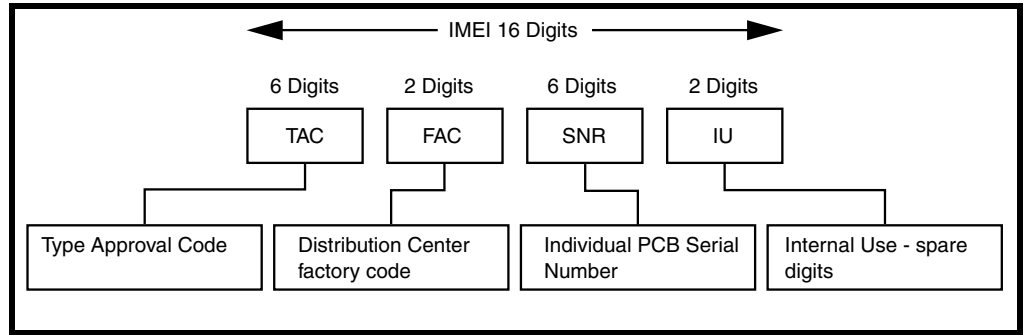 IMEI 16 Digits
6 Digits
2 Digits
6 Digits
2 Digits
TAC
FAC
SNR
IU
Type Approval Code
Distribution Center
factory code
Individual PCB Serial
Number
Internal Use - spare
digits